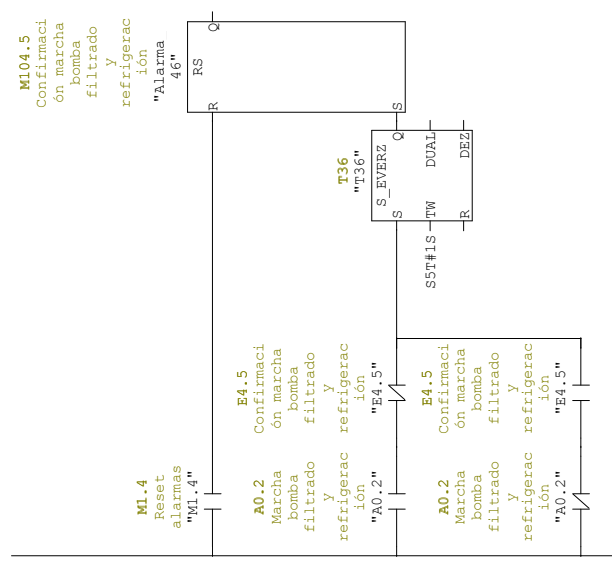 M104.5
Confirmaci
ón marcha
bomba
filtrado
y
refrigerac
ión
"Alarma
46"
RS
R
S
Q
T36
"T36"
S_EVERZ
S
Q
S5T#1S
TW
DUAL
R
DEZ
M1.4
Reset
alarmas
"M1.4"
A0.2
Marcha
bomba
filtrado
y
refrigerac
ión
"A0.2"
E4.5
Confirmaci
ón marcha
bomba
filtrado
y
refrigerac
ión
"E4.5"
A0.2
Marcha
bomba
filtrado
y
refrigerac
ión
"A0.2"
E4.5
Confirmaci
ón marcha
bomba
filtrado
y
refrigerac
ión
"E4.5"